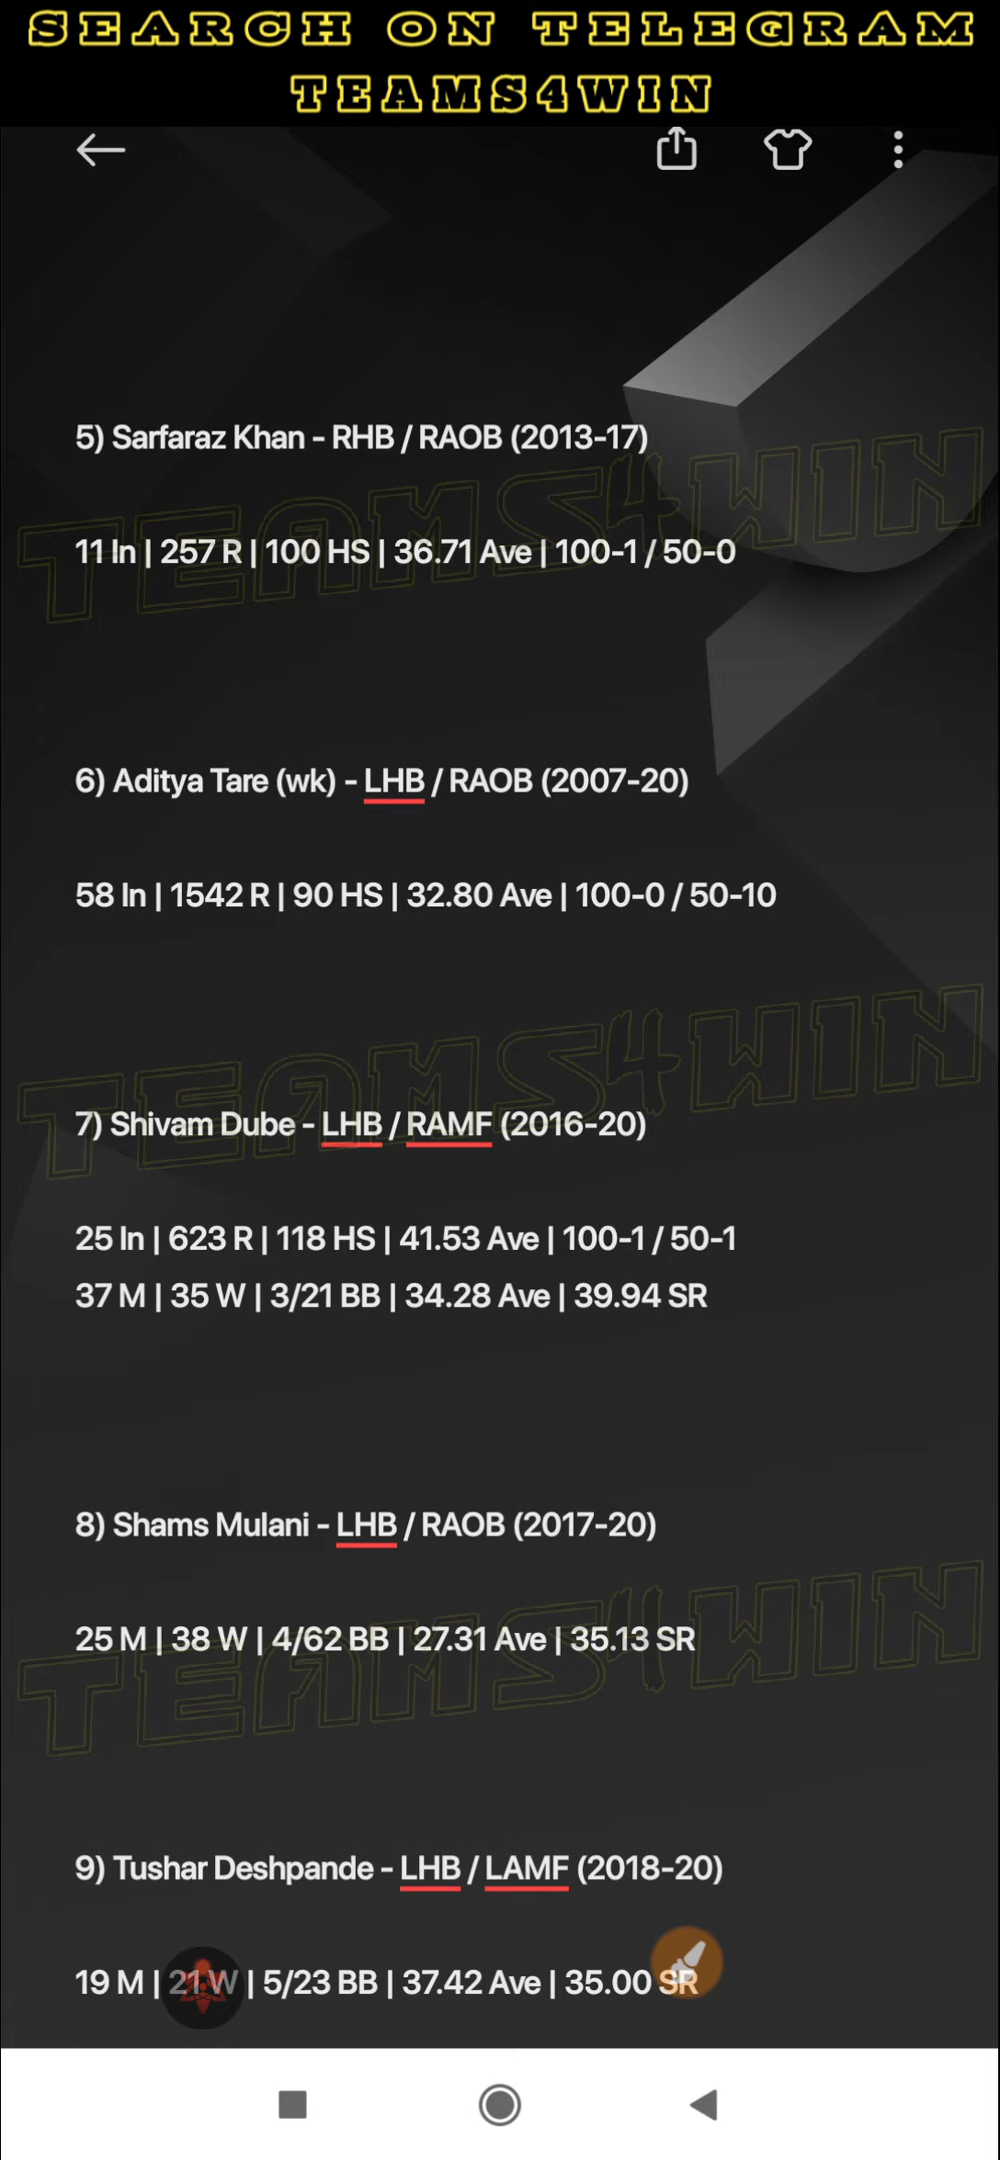 SEARCH ON TELEGRAM
TEAMS4WIN
5) Sarfaraz Khan - RHB / RAOB (2013-17)
TEAMS4WIN
11 In | 257 R | 100 HS | 36.71 Ave | 100-1 / 50-0
6) Aditya Tare (wk) - LHB / RAOB (2007-20)
58 In | 1542 R | 90 HS | 32.80 Ave | 100-0 / 50-10
TEAMS4WIN
7) Shivam Dube - LHB / RAMF (2016-20)
25 In | 623 R | 118 HS | 41.53 Ave | 100-1 / 50-1
37 M | 35 W | 3/21 BB | 34.28 Ave | 39.94 SR
8) Shams Mulani - LHB / RAOB (2017-20)
25 M | 38 W | 4/62 BB | 27.31 Ave | 35.13 SR
TEAMS4WIN
9) Tushar Deshpande - LHB / LAMF (2018-20)
19 M | 21 W | 5/23 BB | 37.42 Ave | 35.00 SR